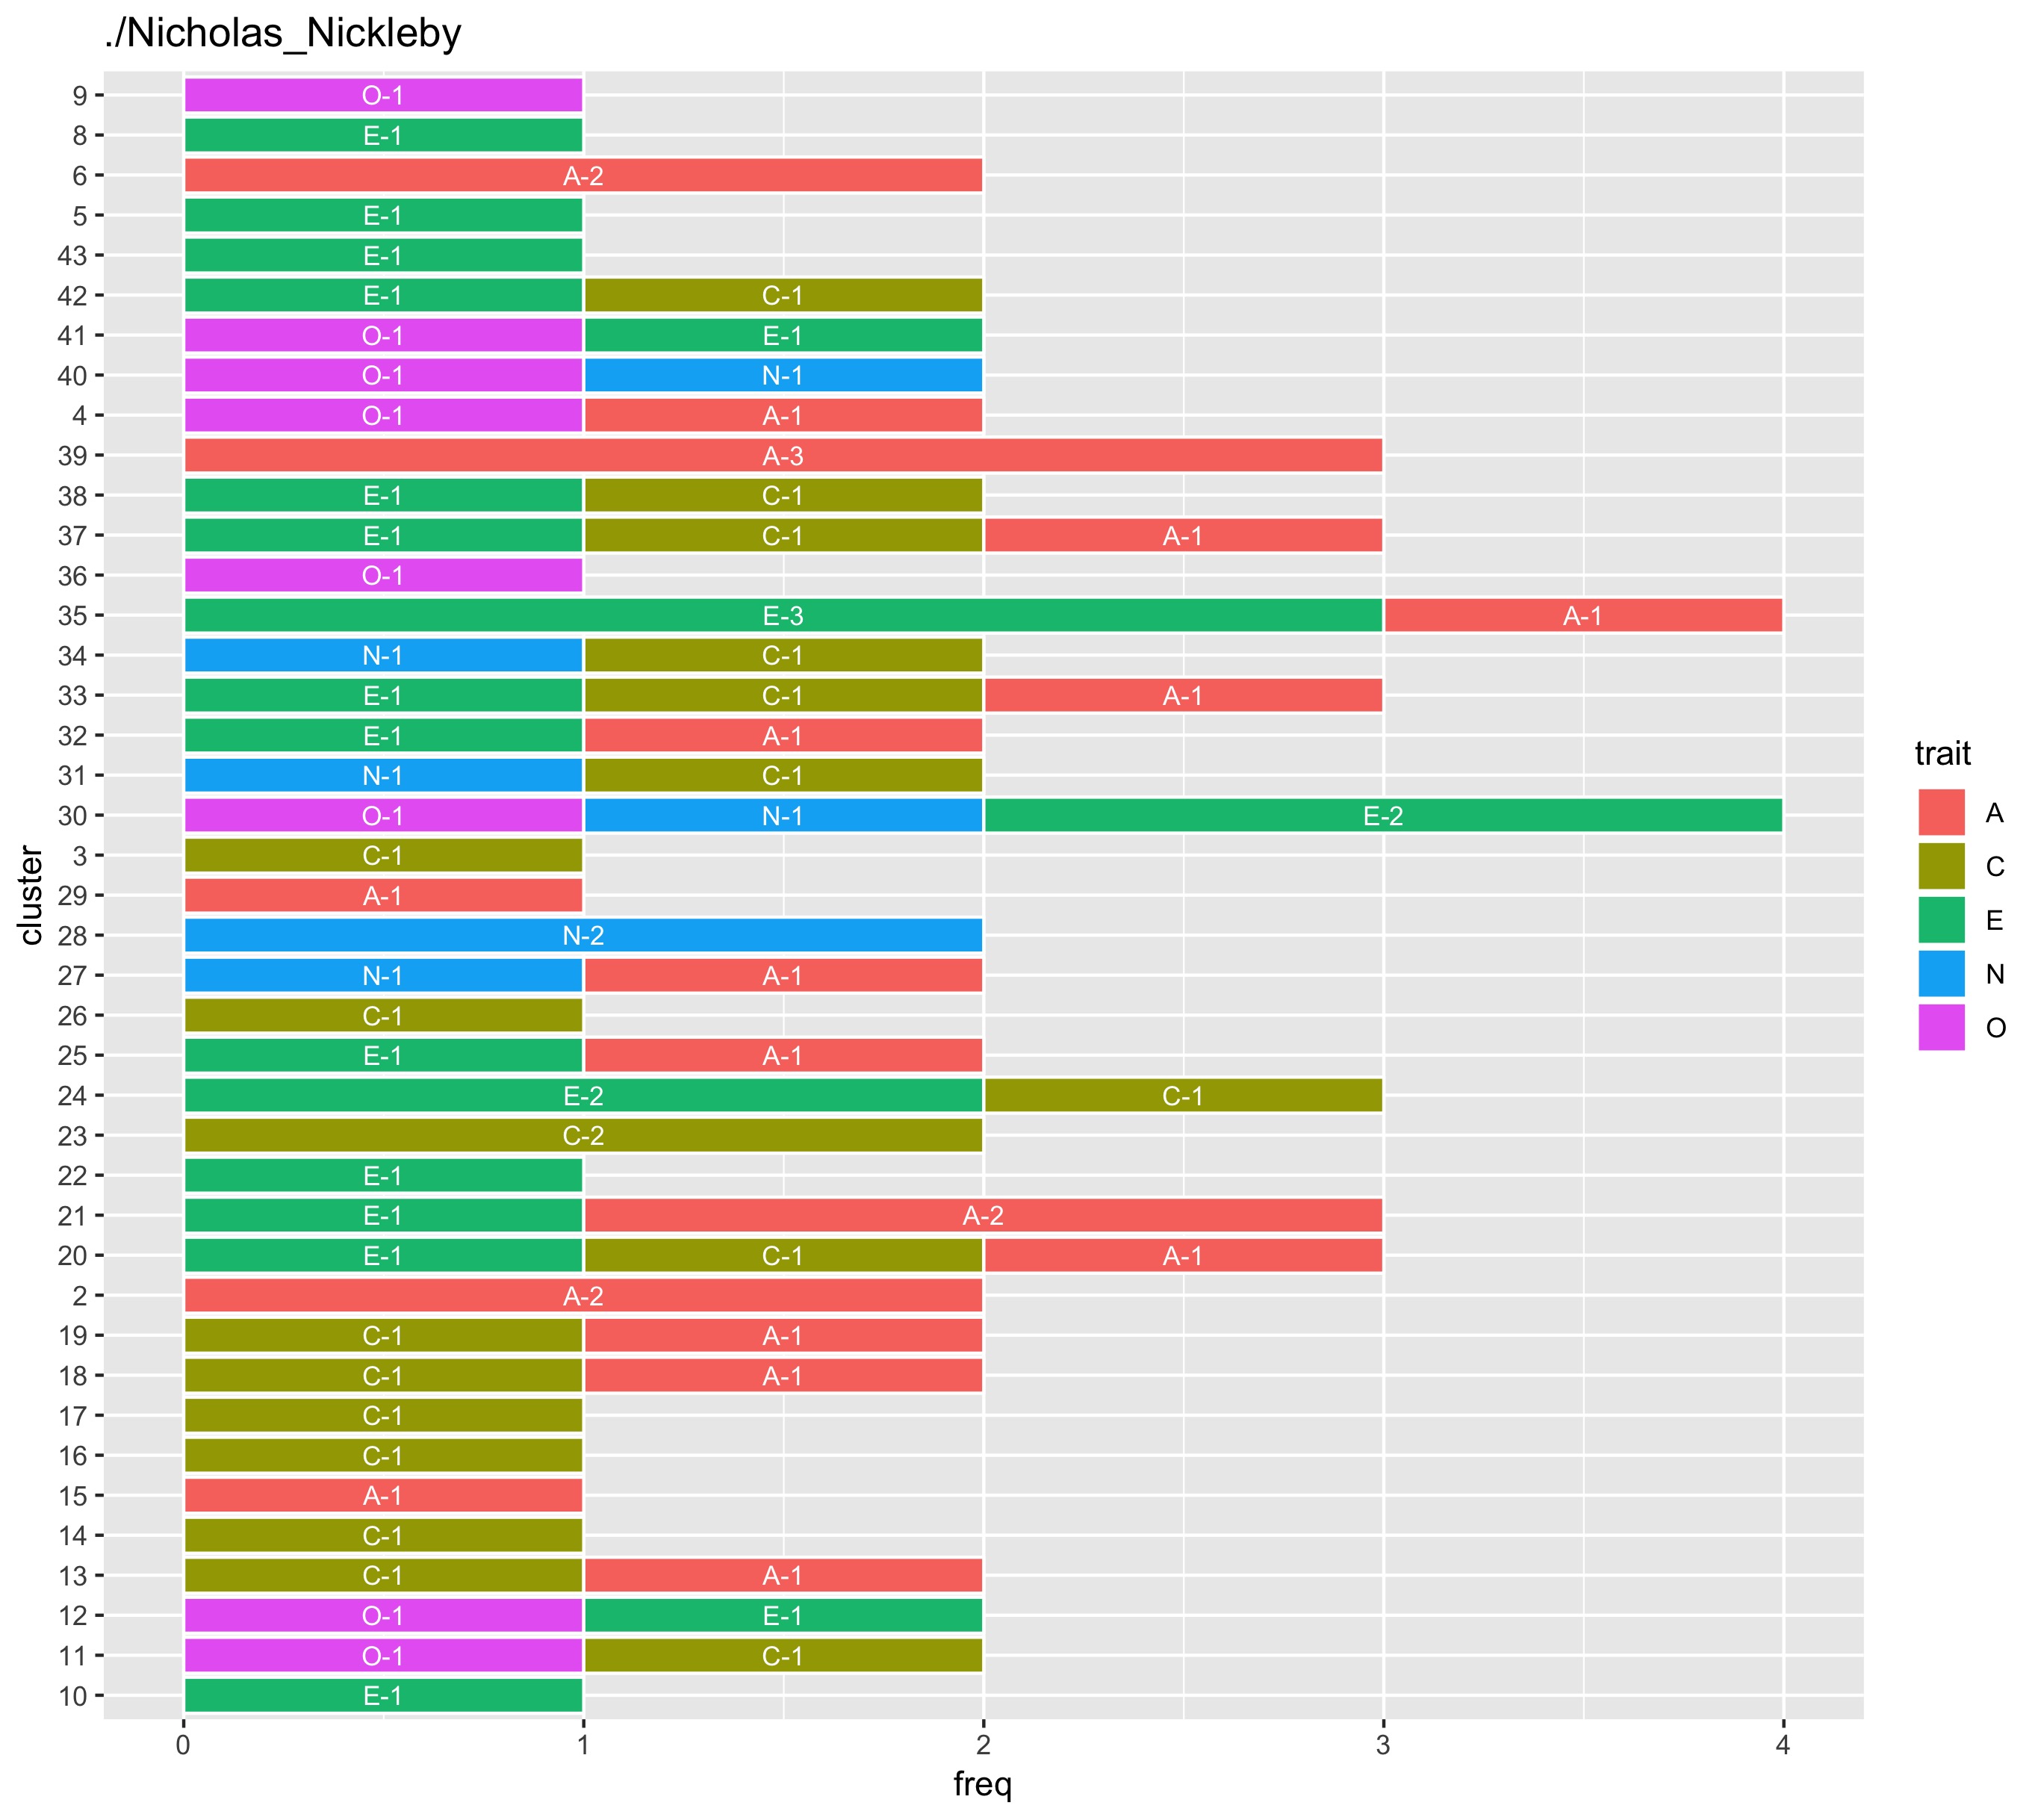 ./Nicholas_Nickleby
9 O-1
8 E-1
6 A-2
5 E-1
43 E-1
42 E-1 C-1
41 O-1 E-1
40 O-1 N-1
4 O-1 A-1
39 A-3
38 E-1 C-1
37 E-1 C-1 A-1
36 O-1
35 E-3 A-1
34 N-1 C-1
33 E-1 C-1 A-1
32 E-1 A-1
31 N-1 C-1
30 O-1 N-1 E-2
3 C-1
29 A-1
28 N-2
27 N-1 A-1
26 C-1
25 E-1 A-1
24 E-2 C-1
23 C-2
22 E-1
21 E-1 A-2
20 E-1 C-1 A-1
2 A-2
19 C-1 A-1
18 C-1 A-1
17 C-1
16 C-1
15 A-1
14 C-1
13 C-1 A-1
12 O-1 E-1
11 O-1 C-1
10 E-1
0 1 2 3 4
freq
cluster
trait
A
C
E
N
O